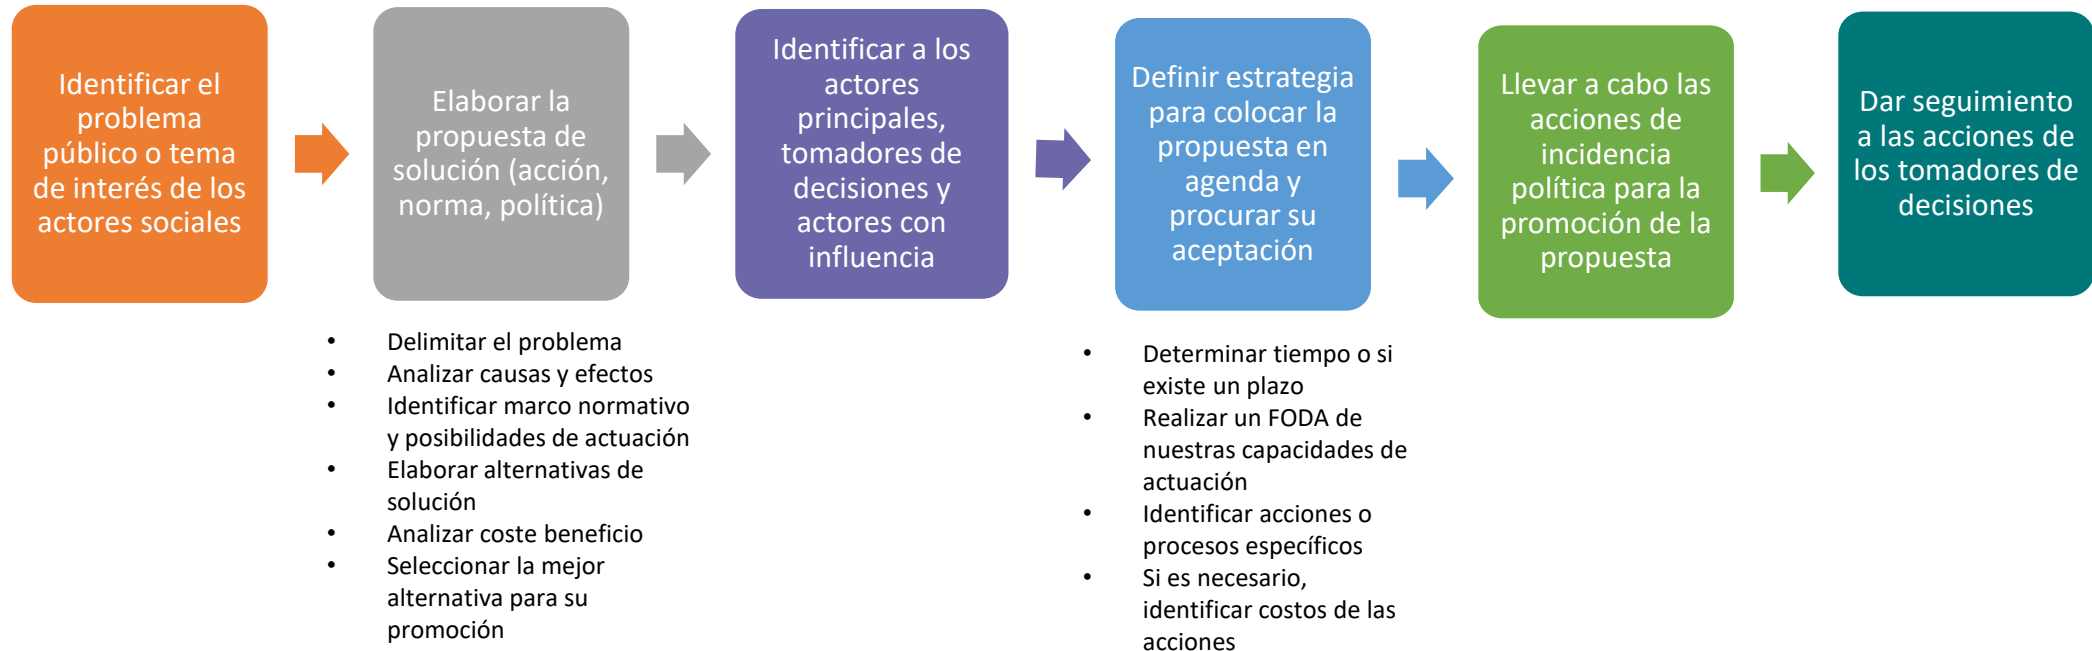 Identificar el
problema
público o tema
de interés de los
actores sociales
Elaborar la
propuesta de
solución (acción,
norma, política)
• Delimitar el problema
• Analizar causas y efectos
• Identificar marco normativo
y posibilidades de actuación
• Elaborar alternativas de
solución
• Analizar coste beneficio
• Seleccionar la mejor
alternativa para su
promoción
Identificar a los
actores
principales,
tomadores de
decisiones y
actores con
influencia
Definir estrategia
para colocar la
propuesta en
agenda y
procurar su
aceptación
• Determinar tiempo o si
existe un plazo
• Realizar un FODA de
nuestras capacidades de
actuación
• Identificar acciones o
procesos específicos
• Si es necesario,
identificar costos de las
acciones
Llevar a cabo las
acciones de
incidencia
política para la
promoción de la
propuesta
Dar seguimiento
a las acciones de
los tomadores de
decisiones